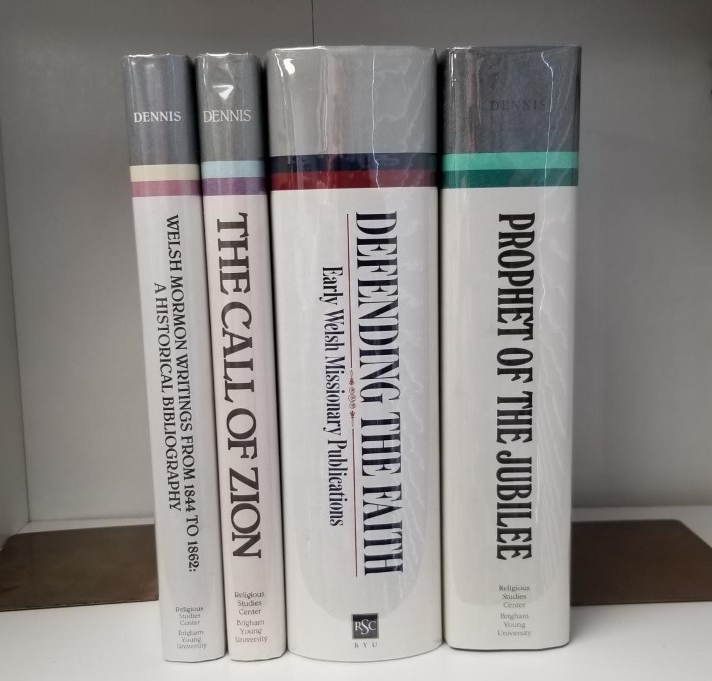 DENNIS
WELSH MORMON WRITINGS FROM 1844 TO 1862:
A HISTORICAL BIBLIOGRAPHY
Religious
Studies
Center
Brigham
Young
University
DENNIS
THE CALL OF ZION
Religious
Studies
Center
Brigham
Young
University
DEFENDING THE FAITH
Early Welsh Missionary Publications
RSC
BYU
DENNIS
PROPHET OF THE JUBILEE
Religious
Studies
Center
Brigham
Young
University